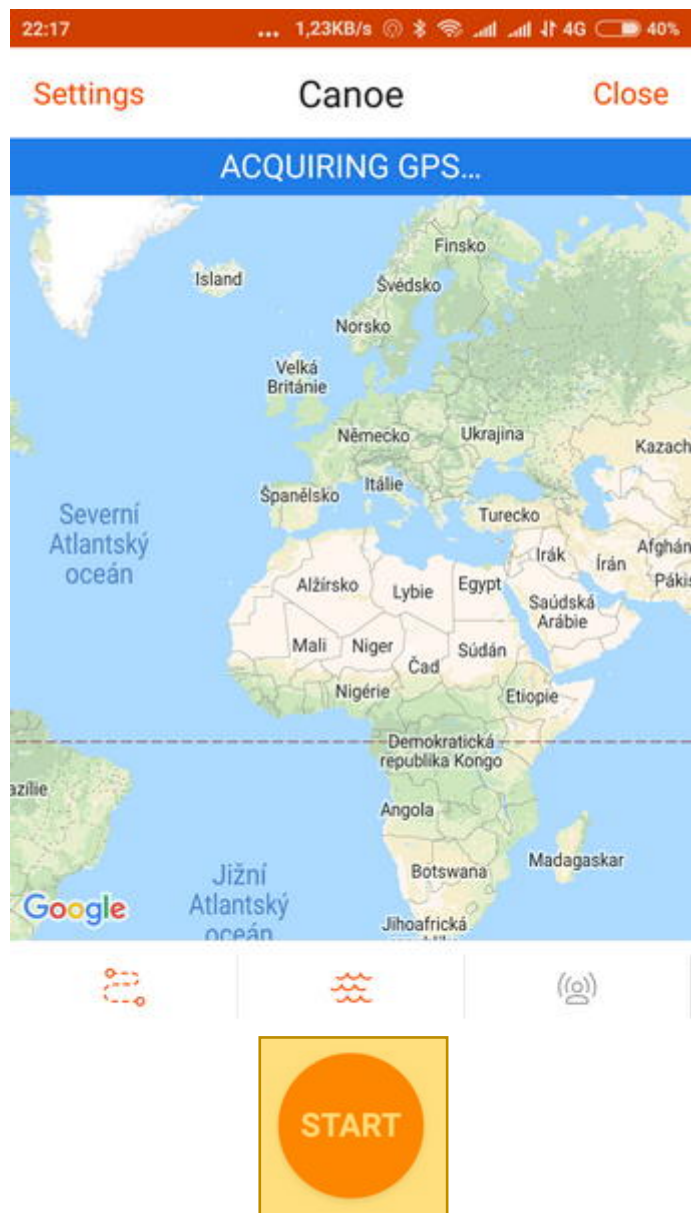 22:17 ... 1,23KB/s 4G 40%
Settings Canoe Close
ACQUIRING GPS...
Finsko
Island
Švédsko
Norsko
Velká
Británie
Německo
Ukrajina
Kazach
Itálie
Španělsko
Turecko
Severní
Atlantský
oceán
Irák
Írán
Afghán
Pákis
Alžírsko
Lybie
Egypt
Saúdská
Arábie
Mali
Niger
Čad
Súdán
Nigérie
Etiopie
Demokratická
republika Kongo
azílie
Angola
Botswana
Madagaskar
Jižní
Atlantský
oceán
Google
Jihoafrická
START